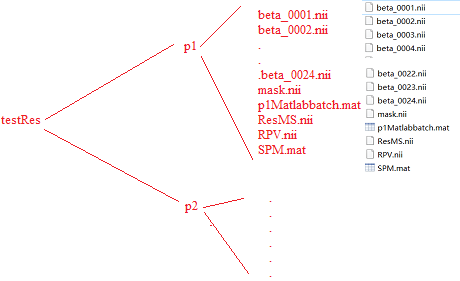 testRes
p1
beta_0001.nii
beta_0002.nii
.
.
.beta_0024.nii
mask.nii
p1Matlabbatch.mat
ResMS.nii
RPV.nii
SPM.mat
p2
.
.
.
.
.
.
beta_0001.nii
beta_0002.nii
beta_0003.nii
beta_0004.nii
beta_0022.nii
beta_0023.nii
beta_0024.nii
mask.nii
p1Matlabbatch.mat
ResMS.nii
RPV.nii
SPM.mat